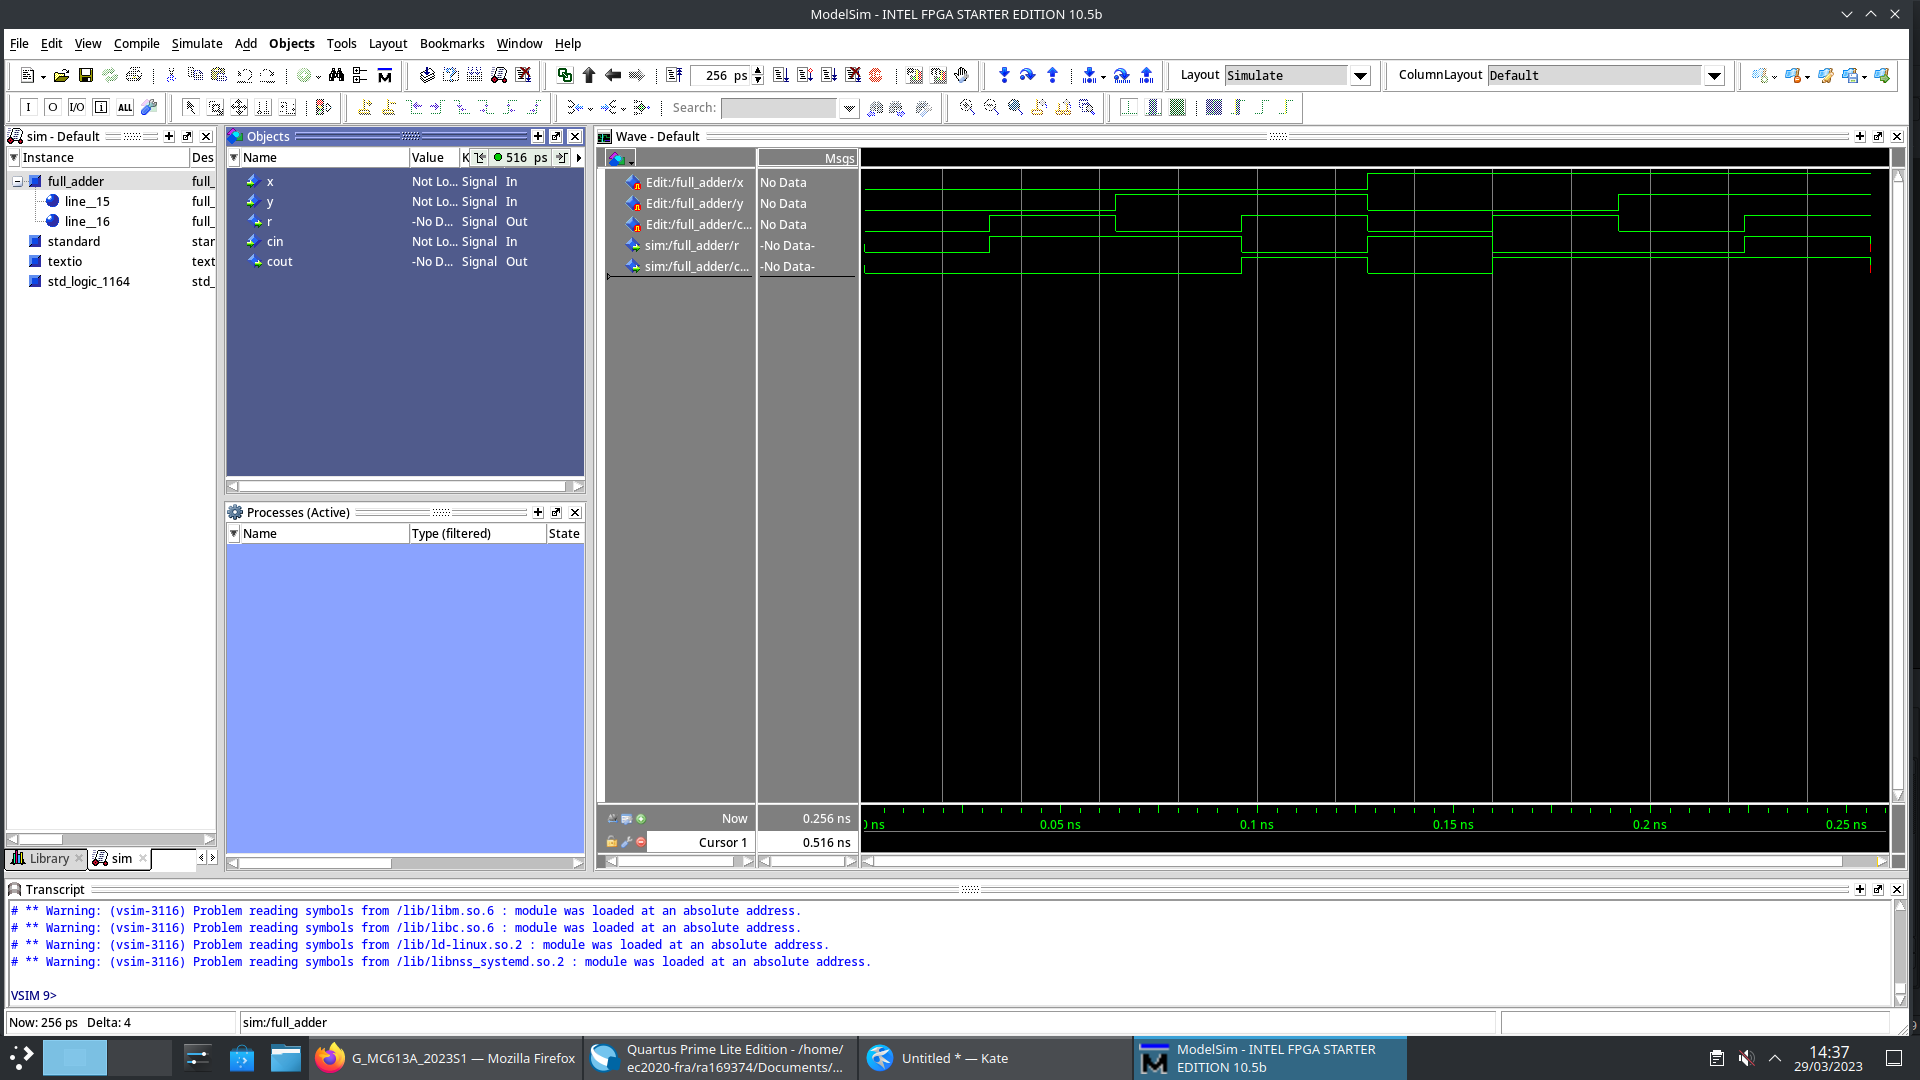 ModelSim - INTEL FPGA STARTER EDITION 10.5b
File Edit View Compile Simulate Add Objects Tools Layout Bookmarks Window Help
256 ps
Layout Simulate
ColumnLayout Default
I O I/O ALL
Search:
sim - Default
Instance Des
full_adder full_
line__15 full_
line__16 full_
standard star
textio text
std_logic_1164 std_
Library sim
Objects
Name Value K 516 ps
x Not Lo... Signal In
y Not Lo... Signal In
r -No D... Signal Out
cin Not Lo... Signal In
cout -No D... Signal Out
Processes (Active)
Name Type (filtered) State
Wave - Default
Msgs
Edit:/full_adder/x No Data
Edit:/full_adder/y No Data
Edit:/full_adder/c... No Data
sim:/full_adder/r -No Data-
sim:/full_adder/c... -No Data-
Now 0.256 ns
Cursor 1 0.516 ns
0 ns 0.05 ns 0.1 ns 0.15 ns 0.2 ns 0.25 ns
Transcript
# ** Warning: (vsim-3116) Problem reading symbols from /lib/libm.so.6 : module was loaded at an absolute address.
# ** Warning: (vsim-3116) Problem reading symbols from /lib/libc.so.6 : module was loaded at an absolute address.
# ** Warning: (vsim-3116) Problem reading symbols from /lib/ld-linux.so.2 : module was loaded at an absolute address.
# ** Warning: (vsim-3116) Problem reading symbols from /lib/libnss_systemd.so.2 : module was loaded at an absolute address.
VSIM 9>
Now: 256 ps Delta: 4
sim:/full_adder
G_MC613A_2023S1 — Mozilla Firefox
Quartus Prime Lite Edition - /home/
ec2020-fra/ra169374/Documents/...
Untitled * — Kate
ModelSim - INTEL FPGA STARTER
EDITION 10.5b
14:37
29/03/2023